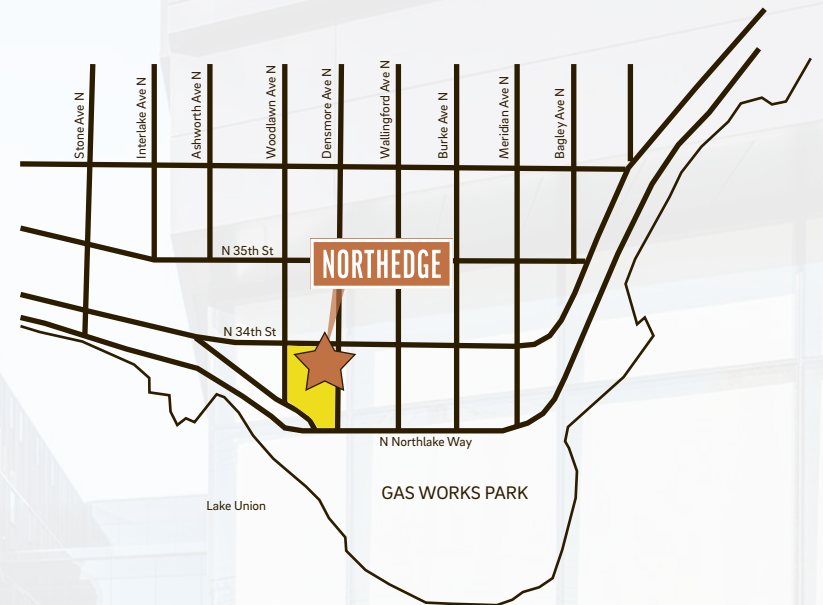 Stone Ave N
Interlake Ave N
Ashworth Ave N
Woodlawn Ave N
Densmore Ave N
Wallingford Ave N
Burke Ave N
Meridian Ave N
Bagley Ave N
N 35th St
NORTHEDGE
N 34th St
N Northlake Way
GAS WORKS PARK
Lake Union